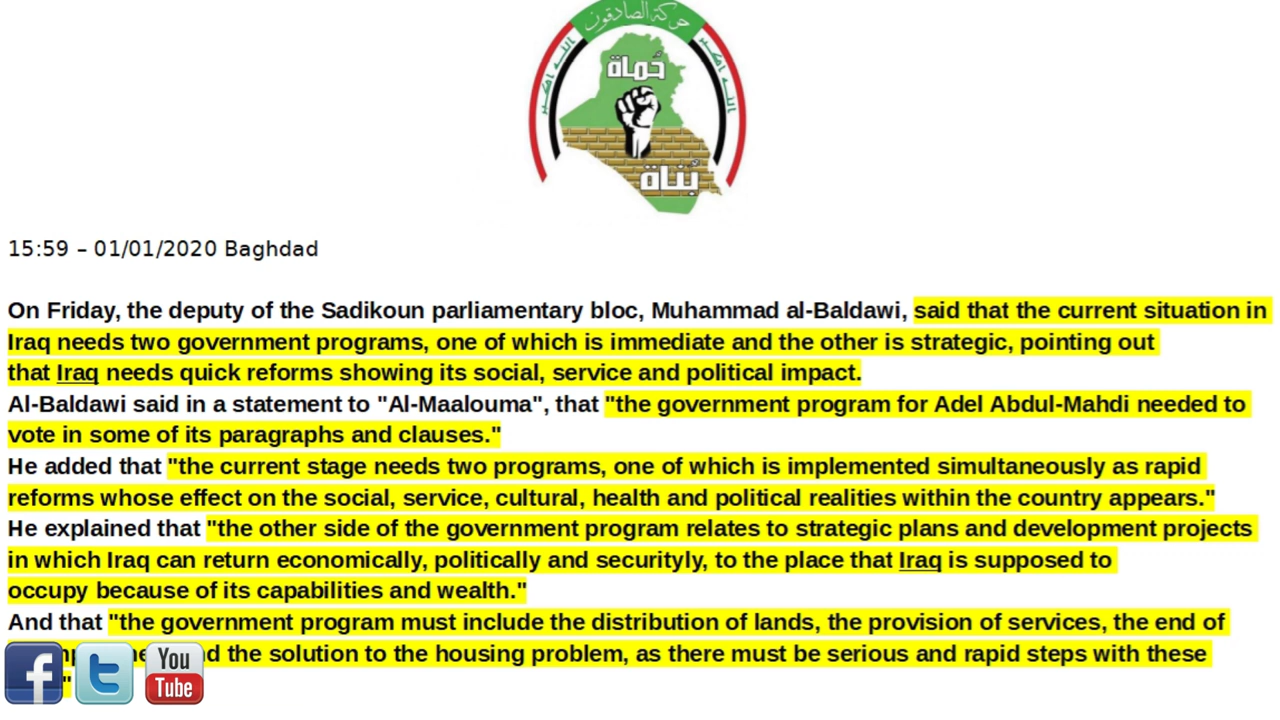 حركة الصادقون
الله اكبر
الله اكبر
حُماة
بُناة
15:59 – 01/01/2020 Baghdad
On Friday, the deputy of the Sadikoun parliamentary bloc, Muhammad al-Baldawi, said that the current situation in
Iraq needs two government programs, one of which is immediate and the other is strategic, pointing out
that Iraq needs quick reforms showing its social, service and political impact.
Al-Baldawi said in a statement to "Al-Maalouma", that "the government program for Adel Abdul-Mahdi needed to
vote in some of its paragraphs and clauses."
He added that "the current stage needs two programs, one of which is implemented simultaneously as rapid
reforms whose effect on the social, service, cultural, health and political realities within the country appears."
He explained that "the other side of the government program relates to strategic plans and development projects
in which Iraq can return economically, politically and securityly, to the place that Iraq is supposed to
occupy because of its capabilities and wealth."
And that "the government program must include the distribution of lands, the provision of services, the end of
the solution to the housing problem, as there must be serious and rapid steps with these
"
f t You Tube